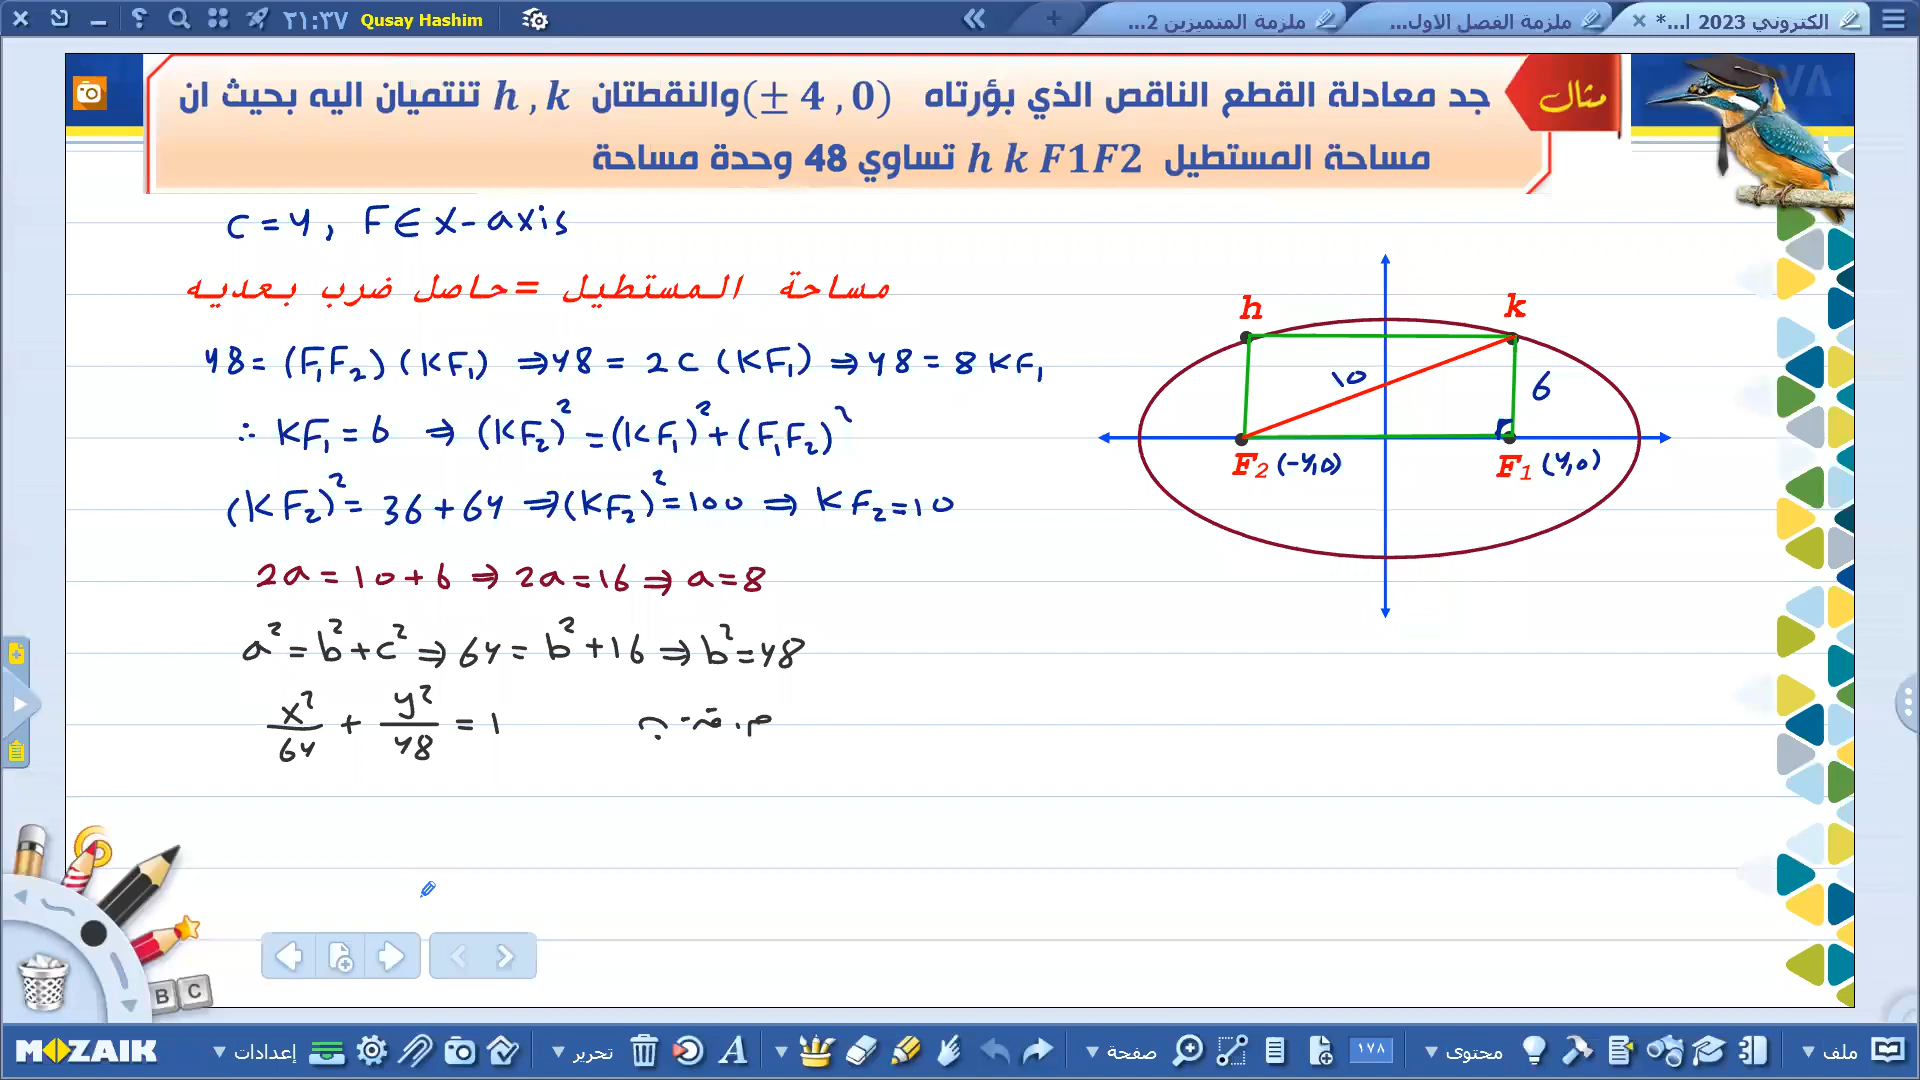 ٢١:٣٧ Qusay Hashim
ملزمة المتميزين 2...
ملزمة الفصل الاول...
الكتروني 2023 ا...*
مثال
جد معادلة القطع الناقص الذي بؤرتاه (± 4 , 0) والنقطتان h , k تنتميان اليه بحيث ان
مساحة المستطيل h k F1F2 تساوي 48 وحدة مساحة
c = 4 , F ∈ x-axis
مساحة المستطيل = حاصل ضرب بعديه
48 = (F₁F₂)(KF₁) ⇒ 48 = 2c (KF₁) ⇒ 48 = 8 KF₁
∴ KF₁ = 6 ⇒ (KF₂)² = (KF₁)² + (F₁F₂)²
(KF₂)² = 36 + 64 ⇒ (KF₂)² = 100 ⇒ KF₂ = 10
2a = 10 + 6 ⇒ 2a = 16 ⇒ a = 8
a² = b² + c² ⇒ 64 = b² + 16 ⇒ b² = 48
x²/64 + y²/48 = 1
h k
10 6
F2 (-4,0) F1 (4,0)
B C
MOZAIK
إعدادات
تحرير
A
صفحة
١٧٨
محتوى
ملف